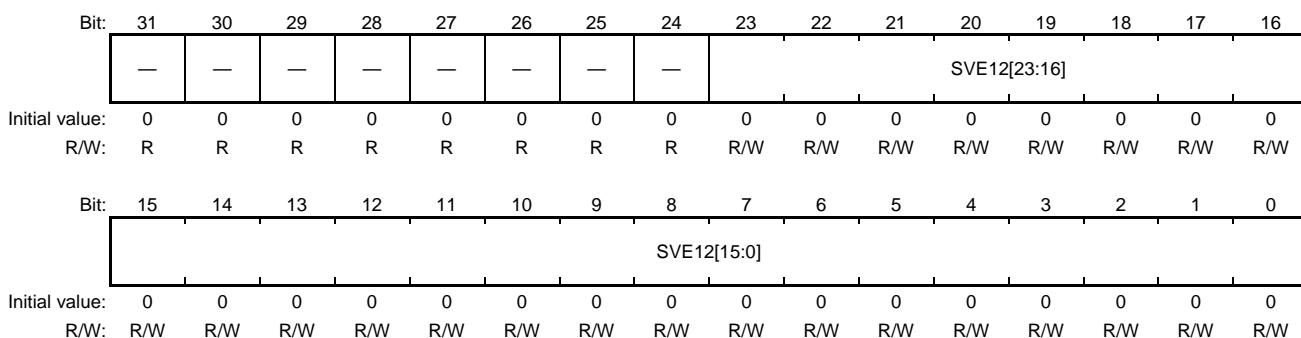 Bit: 31 30 29 28 27 26 25 24 23 22 21 20 19 18 17 16
— — — — — — — — SVE12[23:16]
Initial value: 0 0 0 0 0 0 0 0 0 0 0 0 0 0 0 0
R/W: R R R R R R R R R/W R/W R/W R/W R/W R/W R/W R/W
Bit: 15 14 13 12 11 10 9 8 7 6 5 4 3 2 1 0
SVE12[15:0]
Initial value: 0 0 0 0 0 0 0 0 0 0 0 0 0 0 0 0
R/W: R/W R/W R/W R/W R/W R/W R/W R/W R/W R/W R/W R/W R/W R/W R/W R/W